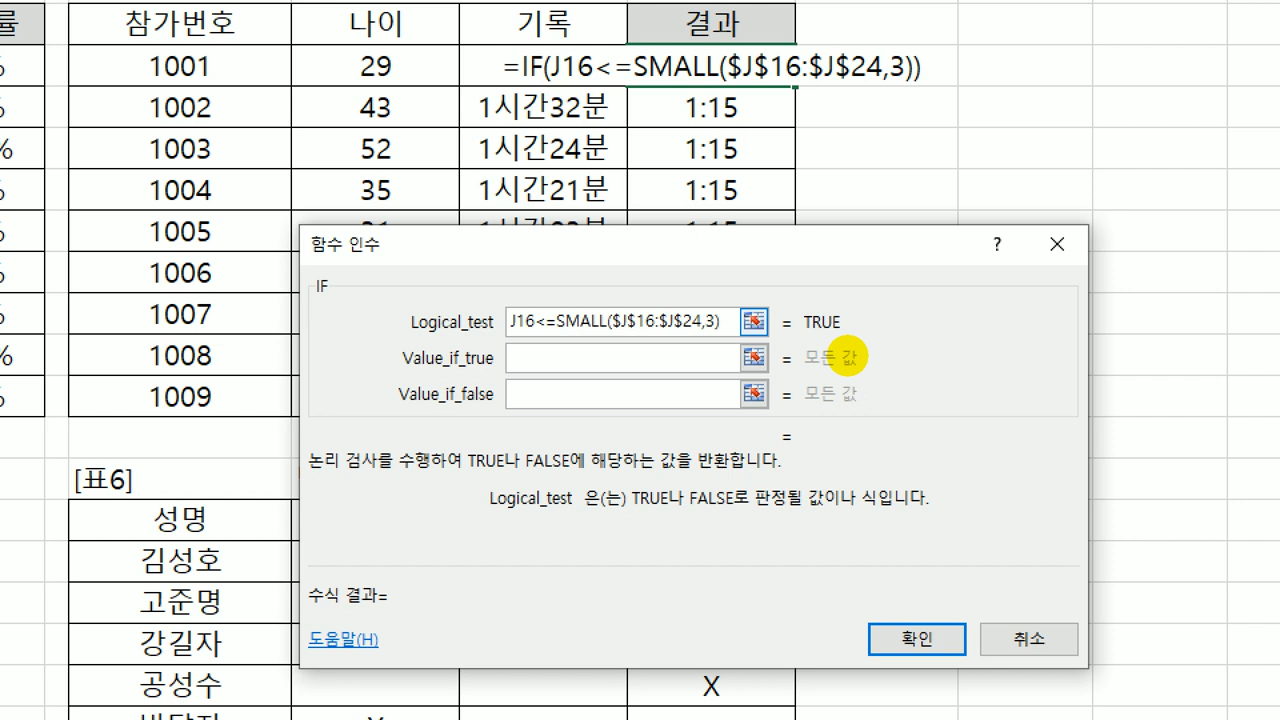 률 참가번호 나이 기록 결과
1001 29 =IF(J16<=SMALL($J$16:$J$24,3))
1002 43 1시간32분 1:15
% 1003 52 1시간24분 1:15
1004 35 1시간21분 1:15
1005
1006
1007
% 1008
1009
함수 인수 ?
IF
Logical_test J16<=SMALL($J$16:$J$24,3) = TRUE
Value_if_true = 모든 값
Value_if_false = 모든 값
=
논리 검사를 수행하여 TRUE나 FALSE에 해당하는 값을 반환합니다.
Logical_test 은(는) TRUE나 FALSE로 판정될 값이나 식입니다.
수식 결과=
도움말(H) 확인 취소
[표6]
성명
김성호
고준명
강길자
공성수 X